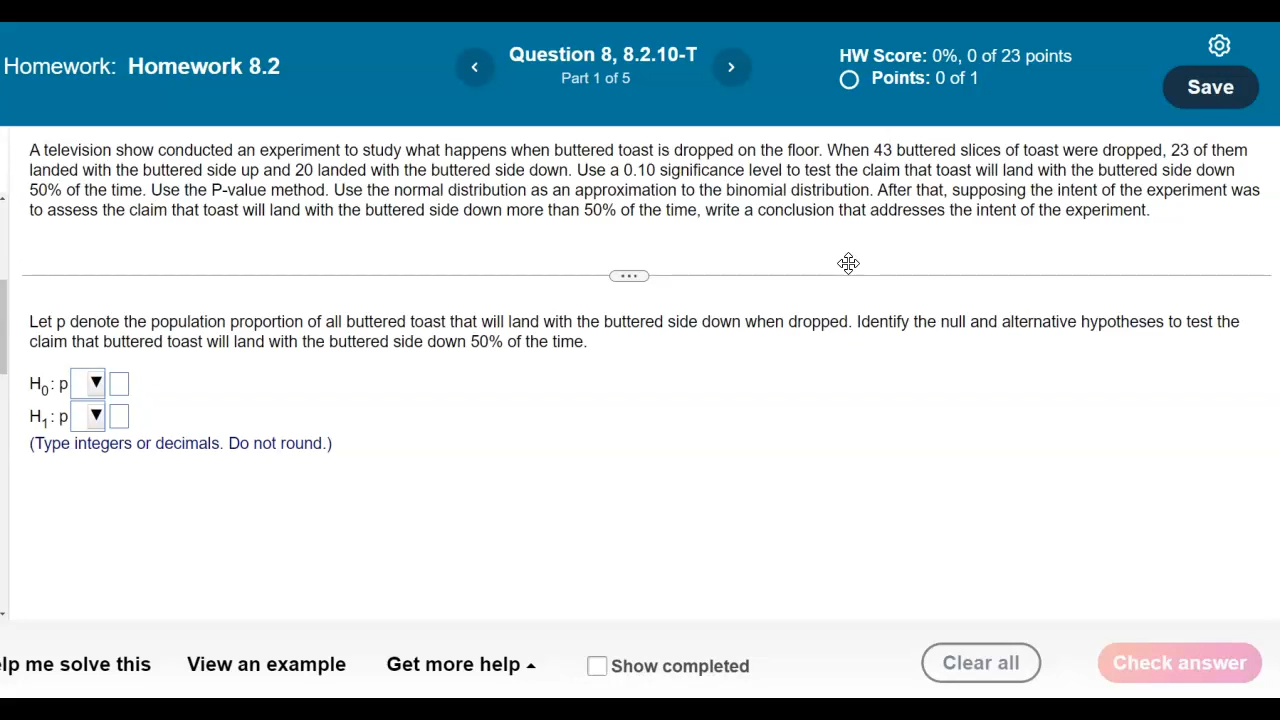 Homework: Homework 8.2
Question 8, 8.2.10-T
Part 1 of 5
HW Score: 0%, 0 of 23 points
Points: 0 of 1
Save
A television show conducted an experiment to study what happens when buttered toast is dropped on the floor. When 43 buttered slices of toast were dropped, 23 of them
landed with the buttered side up and 20 landed with the buttered side down. Use a 0.10 significance level to test the claim that toast will land with the buttered side down
50% of the time. Use the P-value method. Use the normal distribution as an approximation to the binomial distribution. After that, supposing the intent of the experiment was
to assess the claim that toast will land with the buttered side down more than 50% of the time, write a conclusion that addresses the intent of the experiment.
Let p denote the population proportion of all buttered toast that will land with the buttered side down when dropped. Identify the null and alternative hypotheses to test the
claim that buttered toast will land with the buttered side down 50% of the time.
H0: p
H1: p
(Type integers or decimals. Do not round.)
lp me solve this
View an example
Get more help
Show completed
Clear all
Check answer